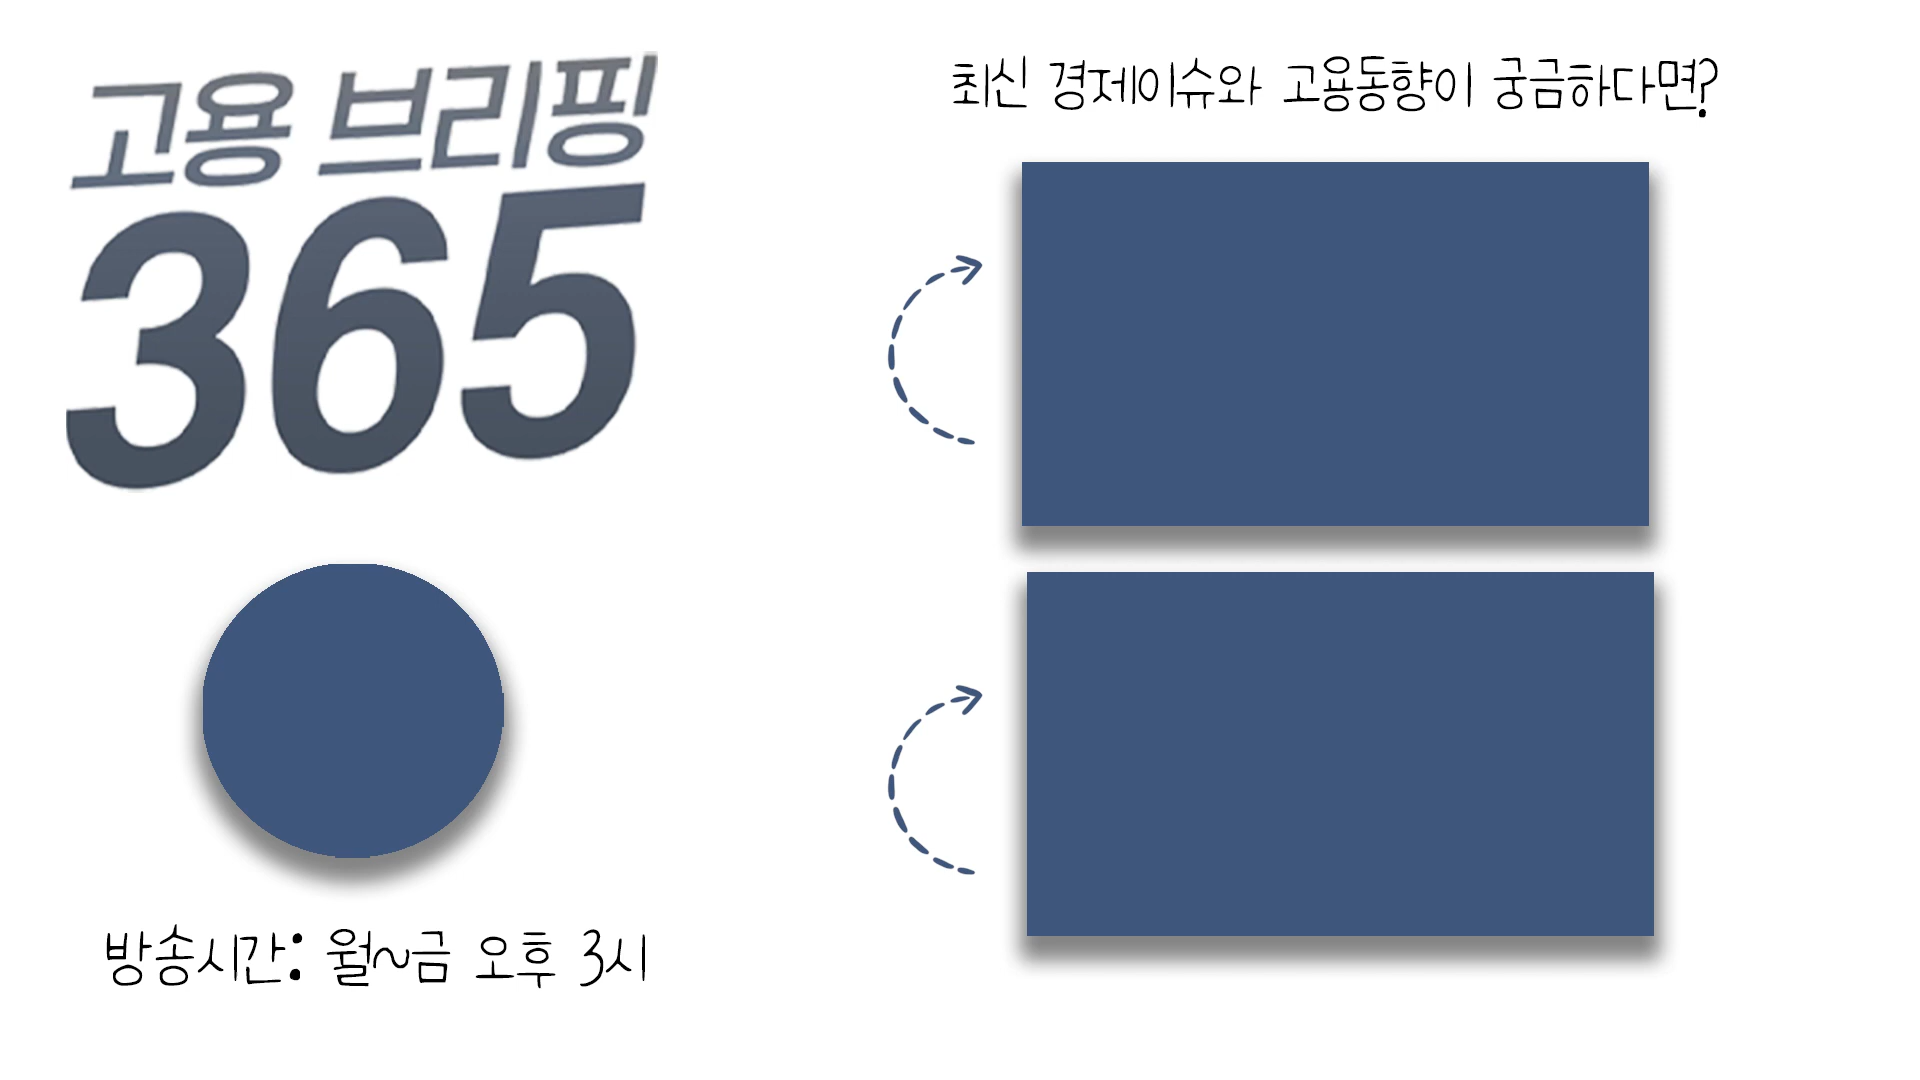 고용 브리핑
365
최신 경제이슈와 고용동향이 궁금하다면?
방송시간: 월~금 오후 3시